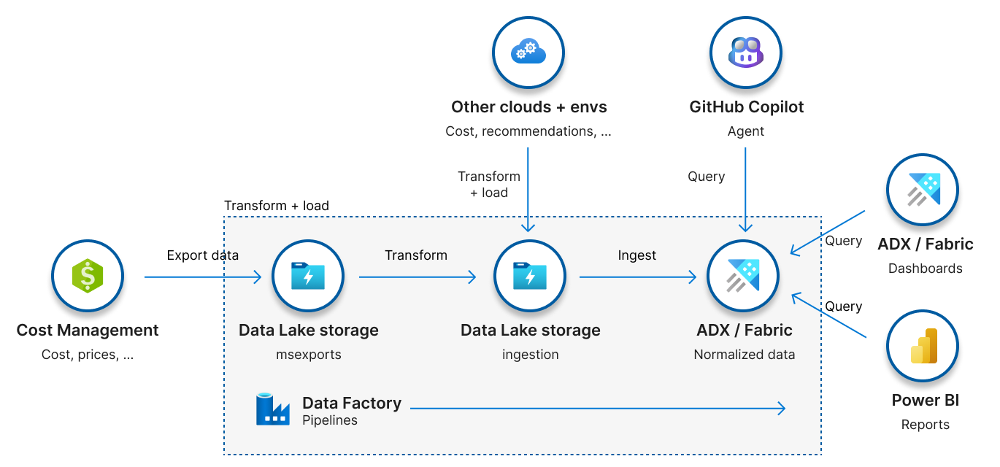 Other clouds + envs
Cost, recommendations, ...
GitHub Copilot
Agent
Transform
+ load
Query
Transform + load
Query
ADX / Fabric
Dashboards
Export data
Transform
Ingest
Cost Management
Cost, prices, ...
Data Lake storage
msexports
Data Lake storage
ingestion
ADX / Fabric
Normalized data
Query
Power BI
Reports
Data Factory
Pipelines